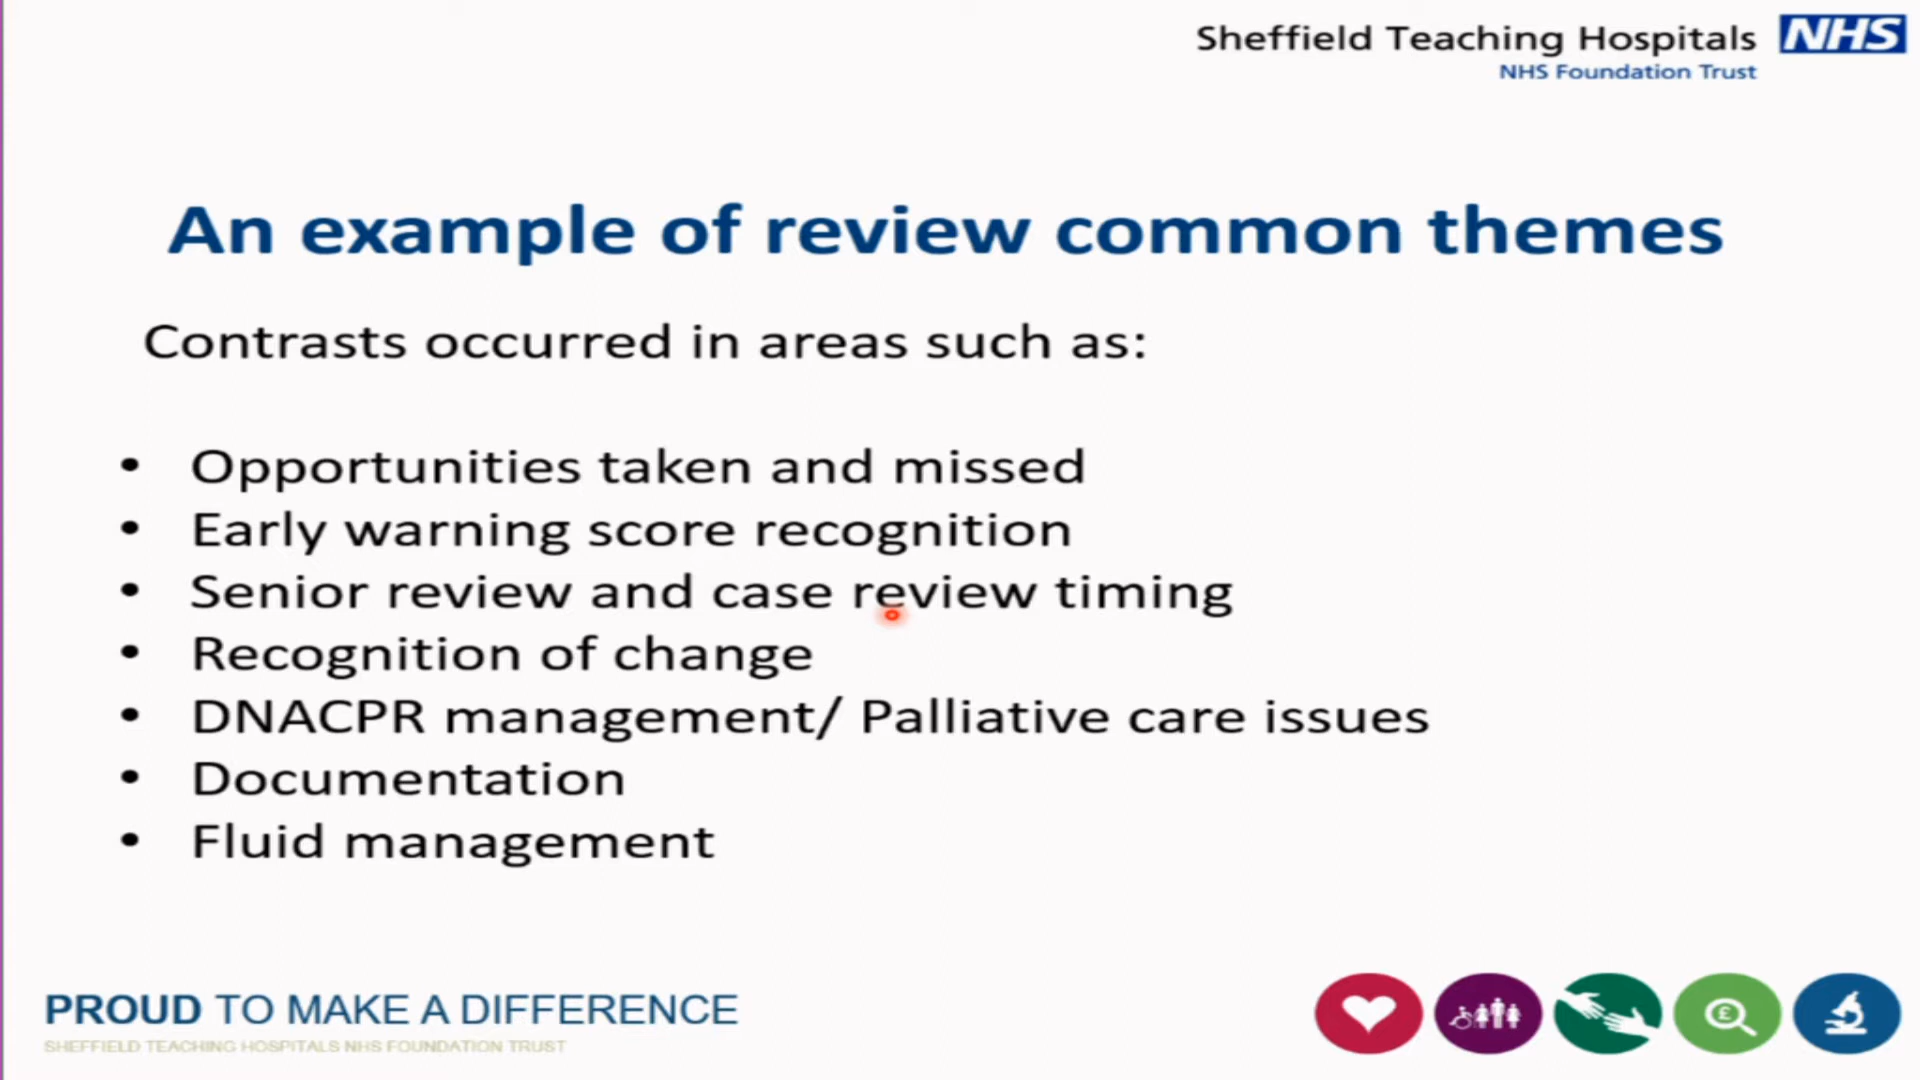 Sheffield Teaching Hospitals NHS
NHS Foundation Trust
An example of review common themes
Contrasts occurred in areas such as:
• Opportunities taken and missed
• Early warning score recognition
• Senior review and case review timing
• Recognition of change
• DNACPR management/ Palliative care issues
• Documentation
• Fluid management
PROUD TO MAKE A DIFFERENCE
SHEFFIELD TEACHING HOSPITALS NHS FOUNDATION TRUST
£